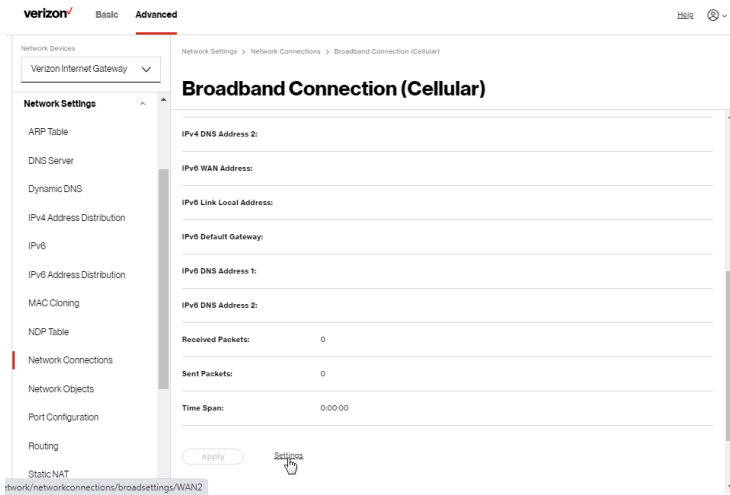 verizon✓ Basic Advanced Help
Network Devices
Verizon Internet Gateway
Network Settings
ARP Table
DNS Server
Dynamic DNS
IPv4 Address Distribution
IPv6
IPv6 Address Distribution
MAC Cloning
NDP Table
Network Connections
Network Objects
Port Configuration
Routing
Static NAT
etwork/networkconnections/broadsettings/WAN2
Network Settings > Network Connections > Broadband Connection (Cellular)
Broadband Connection (Cellular)
IPv4 DNS Address 2:
IPv6 WAN Address:
IPv6 Link Local Address:
IPv6 Default Gateway:
IPv6 DNS Address 1:
IPv6 DNS Address 2:
Received Packets: 0
Sent Packets: 0
Time Span: 0:00:00
Apply Settings